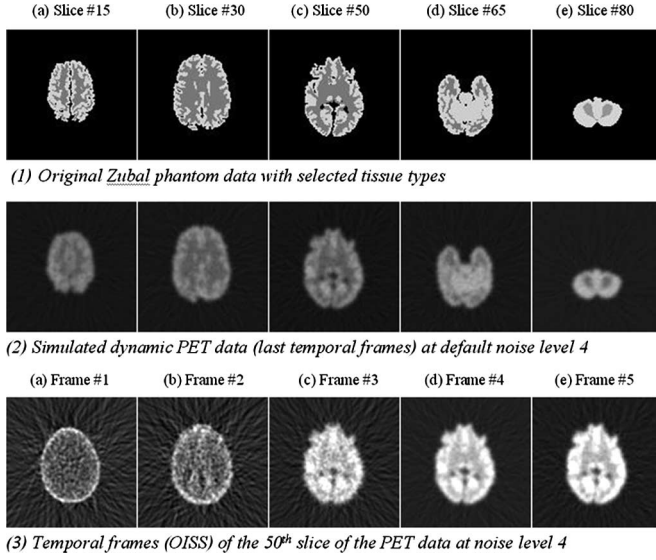 (a) Slice #15 (b) Slice #30 (c) Slice #50 (d) Slice #65 (e) Slice #80
(1) Original Zubal phantom data with selected tissue types
(2) Simulated dynamic PET data (last temporal frames) at default noise level 4
(a) Frame #1 (b) Frame #2 (c) Frame #3 (d) Frame #4 (e) Frame #5
(3) Temporal frames (OISS) of the 50th slice of the PET data at noise level 4